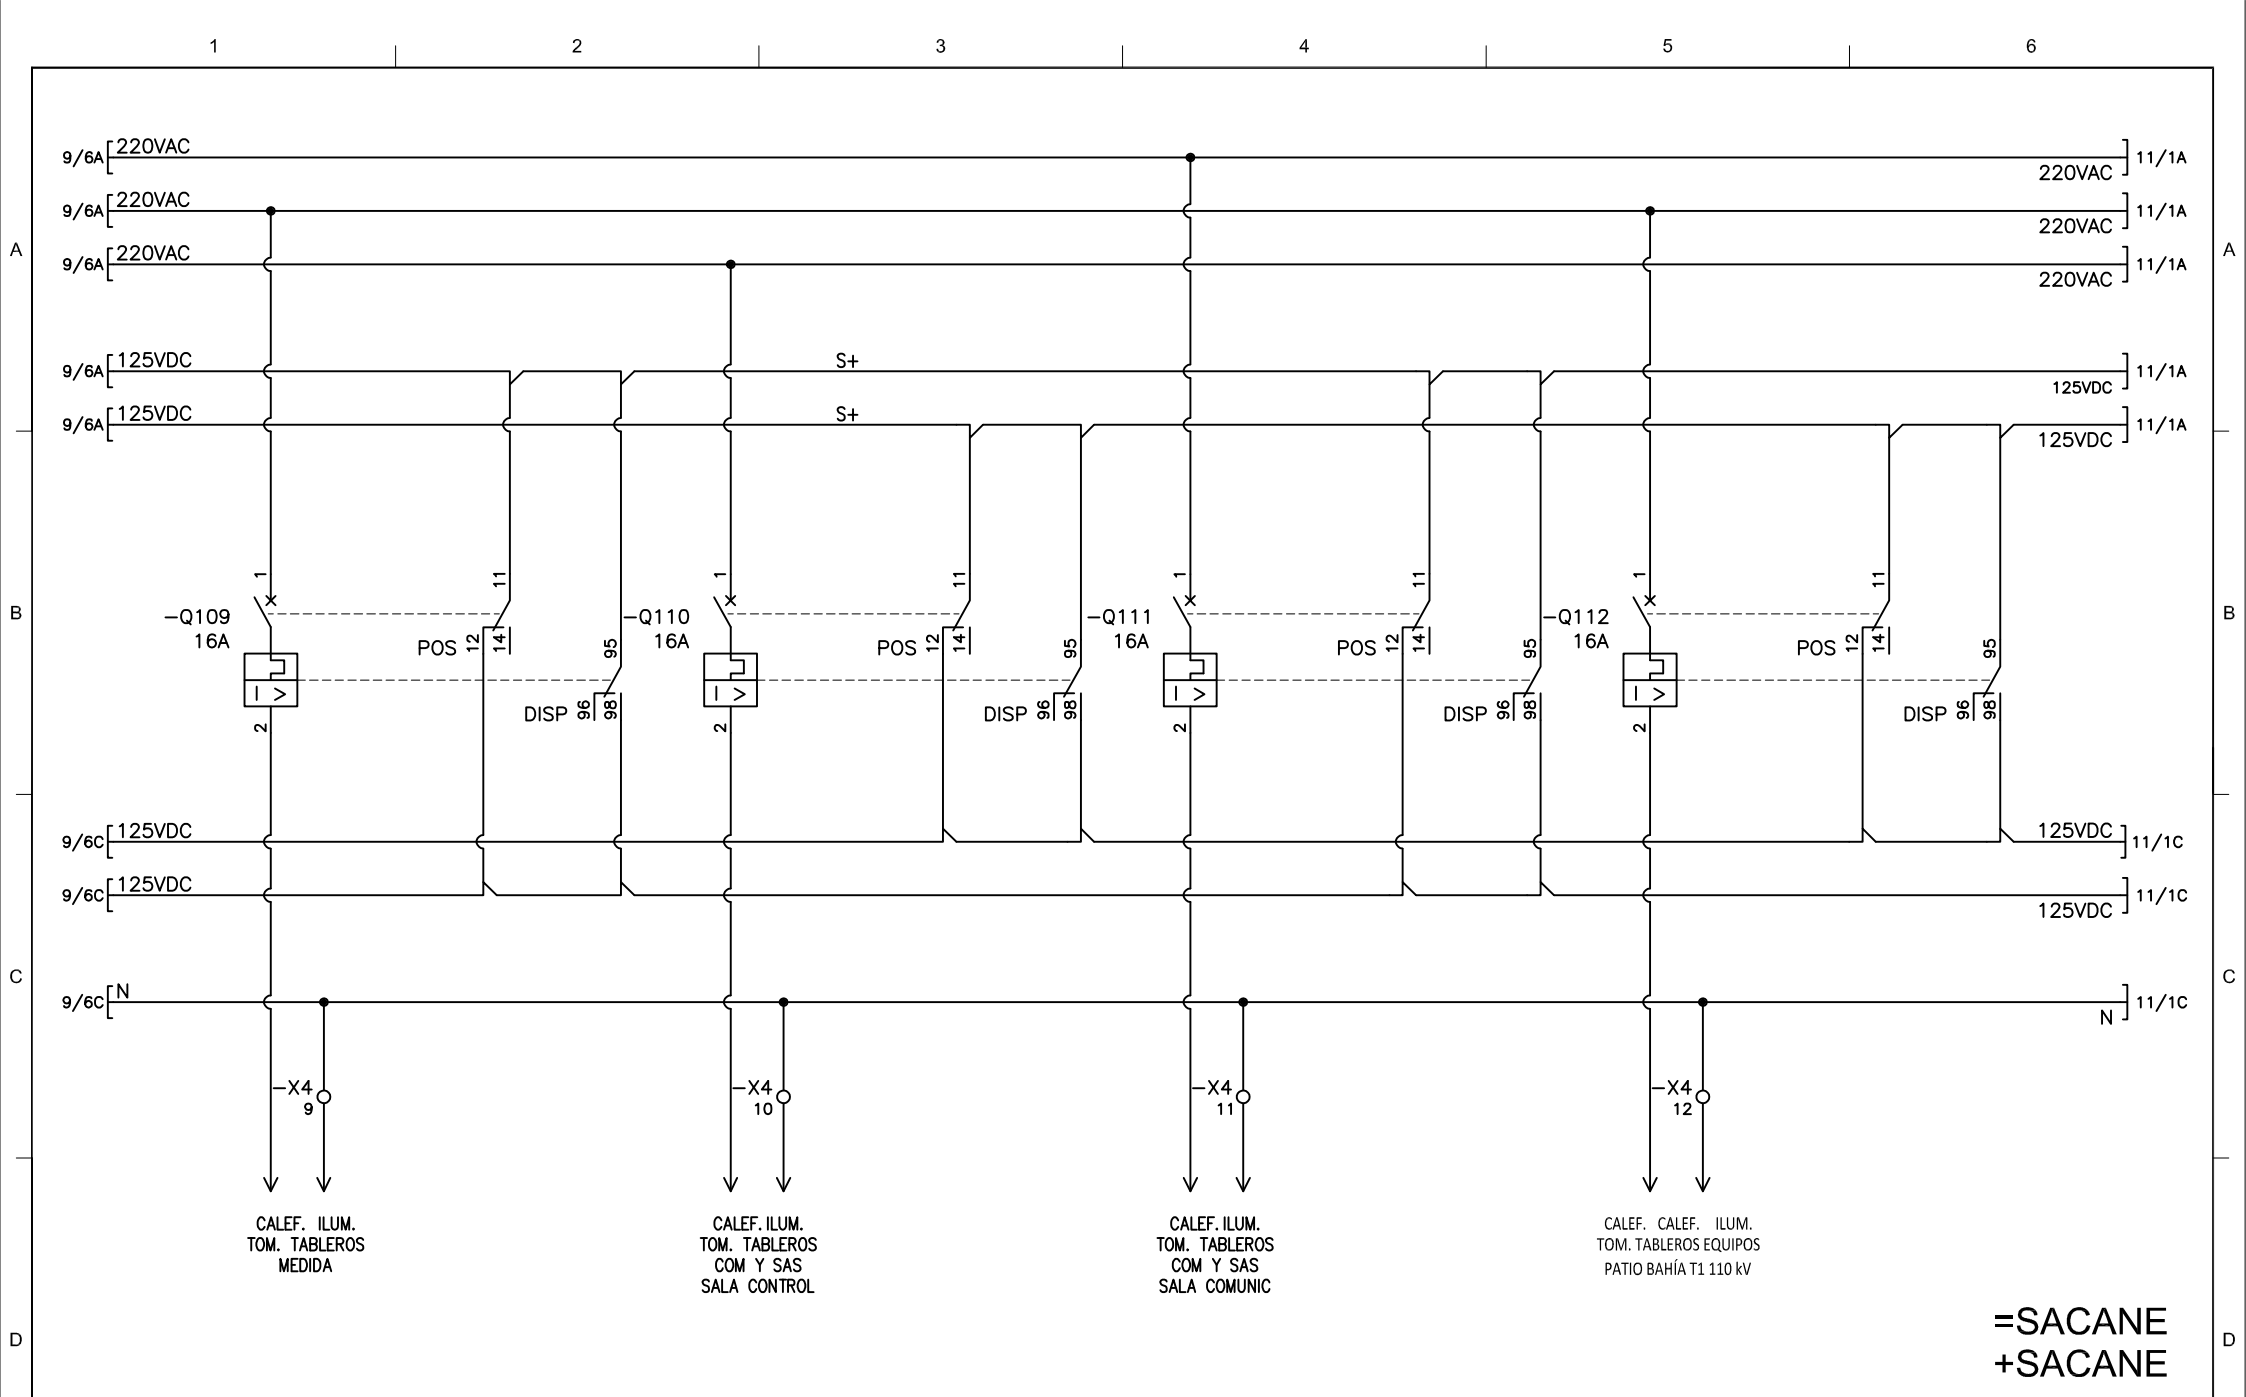 1 2 3 4 5 6
9/6A 220VAC 11/1A
220VAC
9/6A 220VAC 11/1A
220VAC
A A
9/6A 220VAC 11/1A
220VAC
9/6A 125VDC S+ 11/1A
125VDC
9/6A 125VDC S+ 11/1A
125VDC
1 11 1 11 1 11 1 11
B B
-Q109 -Q110 -Q111 -Q112
16A 16A 16A 16A
POS 12 14 95 POS 12 14 95 POS 12 14 95 POS 12 14 95
I > I > I > I >
DISP 96 98 DISP 96 98 DISP 96 98 DISP 96 98
2 2 2 2
9/6C 125VDC 125VDC 11/1C
9/6C 125VDC 11/1C
125VDC
C C
9/6C N 11/1C
N
-X4 -X4 -X4 -X4
9 10 11 12
CALEF. ILUM.
TOM. TABLEROS
MEDIDA
CALEF. ILUM.
TOM. TABLEROS
COM Y SAS
SALA CONTROL
CALEF. ILUM.
TOM. TABLEROS
COM Y SAS
SALA COMUNIC
CALEF. CALEF. ILUM.
TOM. TABLEROS EQUIPOS
PATIO BAHÍA T1 110 kV
=SACANE
D D
+SACANE